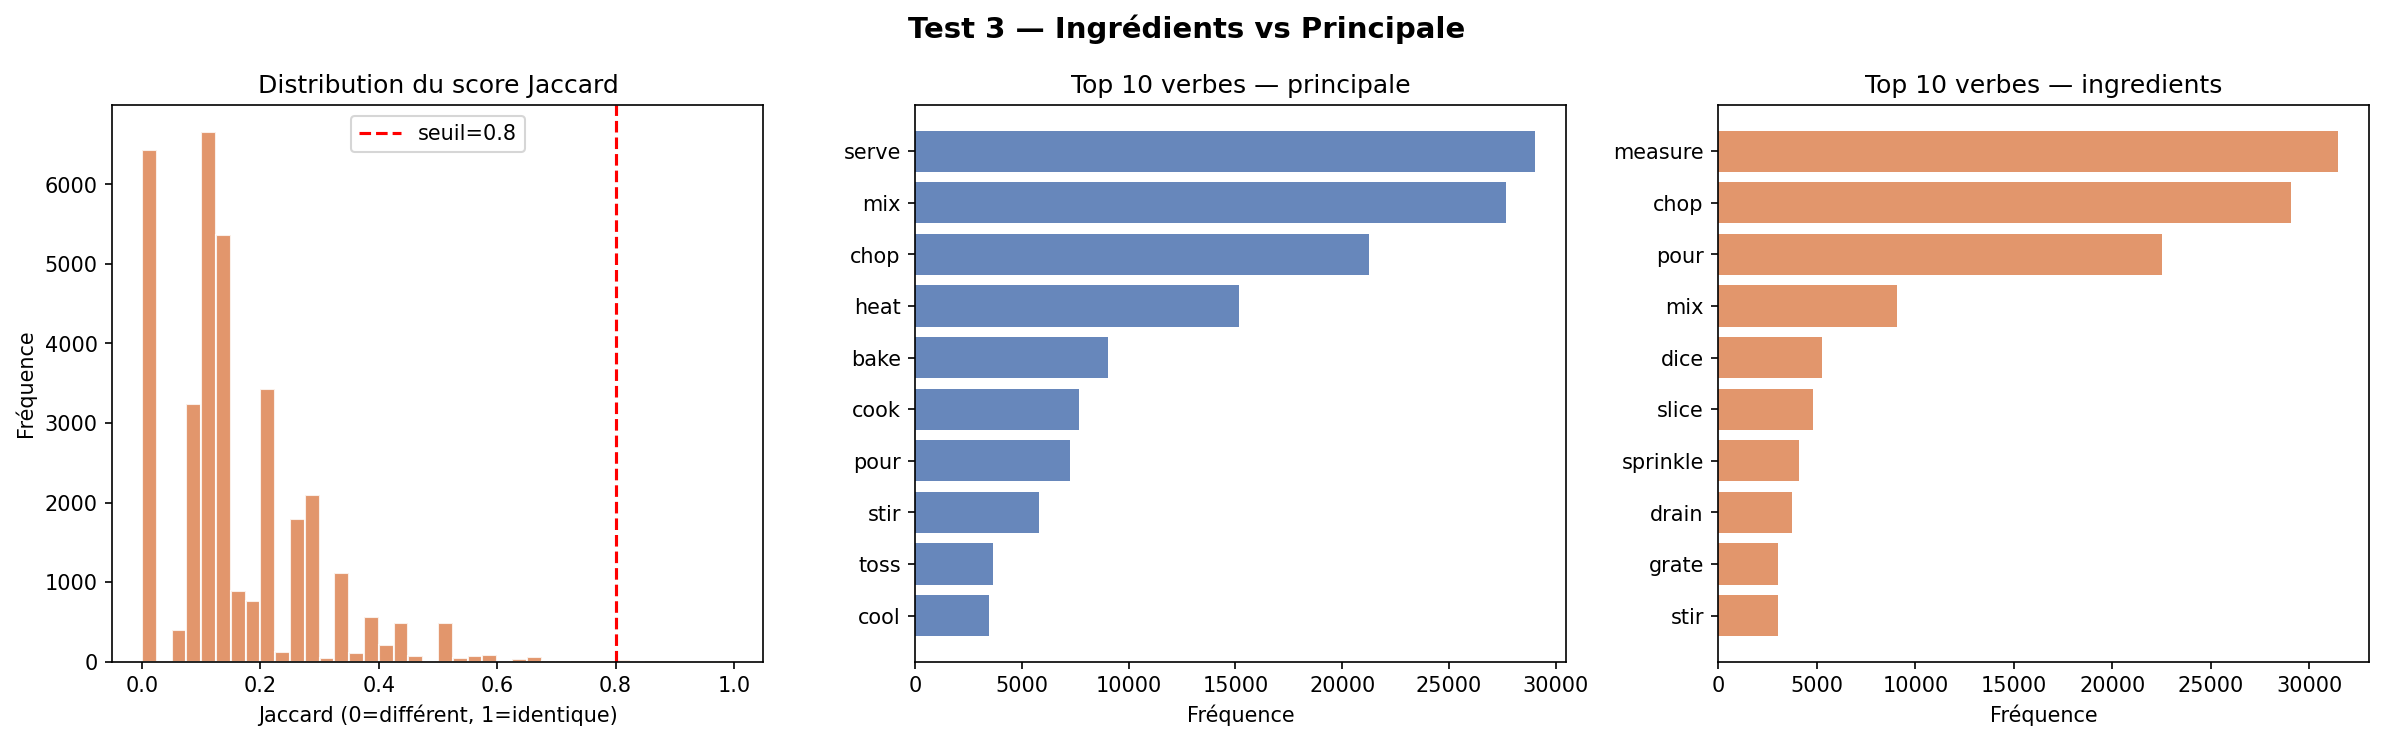 Test 3 — Ingrédients vs Principale
Distribution du score Jaccard
seuil=0.8
Fréquence
6000
5000
4000
3000
2000
1000
0
0.0 0.2 0.4 0.6 0.8 1.0
Jaccard (0=différent, 1=identique)
Top 10 verbes — principale
serve
mix
chop
heat
bake
cook
pour
stir
toss
cool
0 5000 10000 15000 20000 25000 30000
Fréquence
Top 10 verbes — ingredients
measure
chop
pour
mix
dice
slice
sprinkle
drain
grate
stir
0 5000 10000 15000 20000 25000 30000
Fréquence